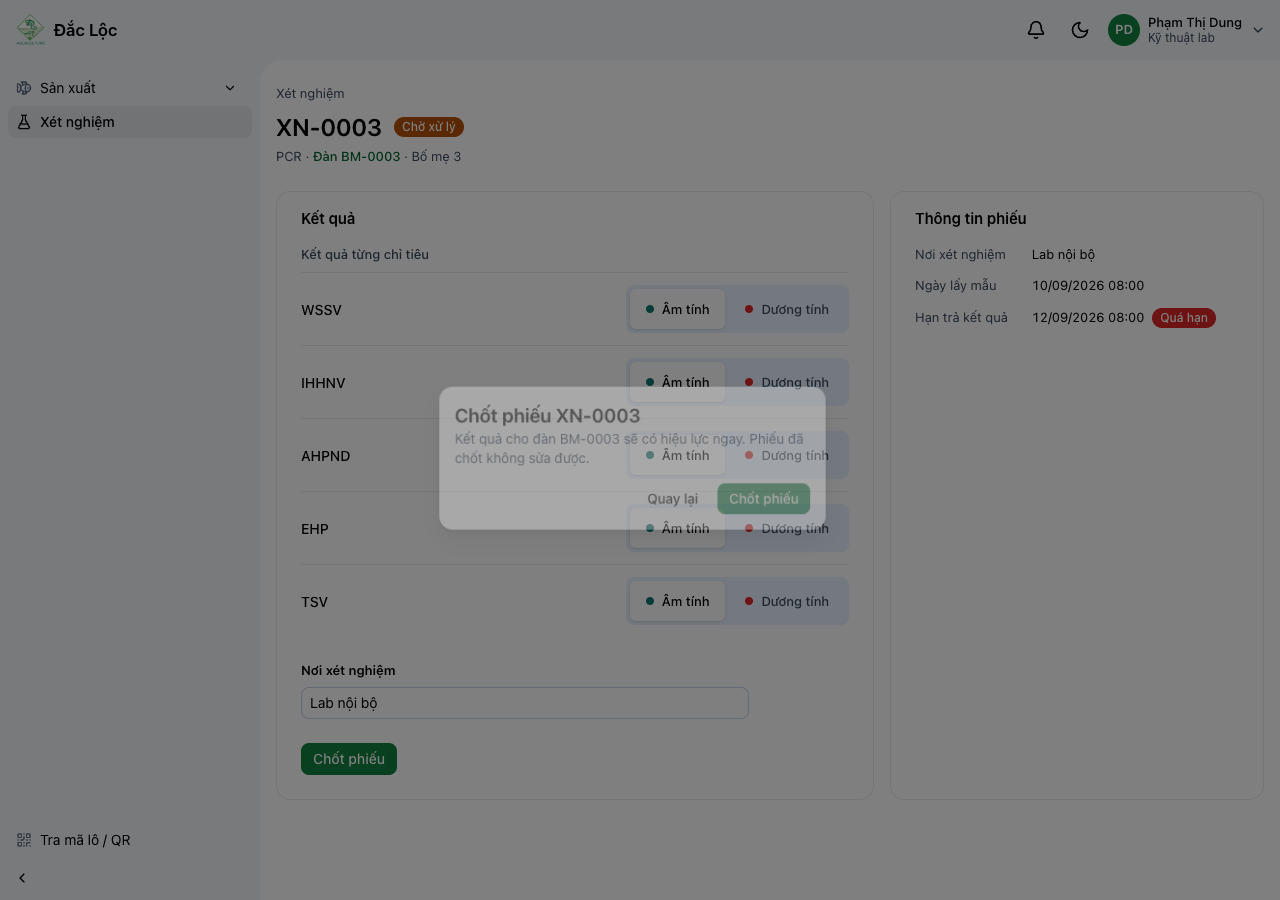 Đắc Lộc
PD
Phạm Thị Dung
Kỹ thuật lab
Sản xuất
Xét nghiệm
Tra mã lô / QR
Xét nghiệm
XN-0003
Chờ xử lý
PCR · Đàn BM-0003 · Bố mẹ 3
Kết quả
Kết quả từng chỉ tiêu
WSSV
Âm tính
Dương tính
IHHNV
Âm tính
Dương tính
AHPND
Âm tính
Dương tính
EHP
Âm tính
Dương tính
TSV
Âm tính
Dương tính
Nơi xét nghiệm
Lab nội bộ
Chốt phiếu
Thông tin phiếu
Nơi xét nghiệm
Lab nội bộ
Ngày lấy mẫu
10/09/2026 08:00
Hạn trả kết quả
12/09/2026 08:00
Quá hạn
Chốt phiếu XN-0003
Kết quả cho đàn BM-0003 sẽ có hiệu lực ngay. Phiếu đã
chốt không sửa được.
Quay lại
Chốt phiếu